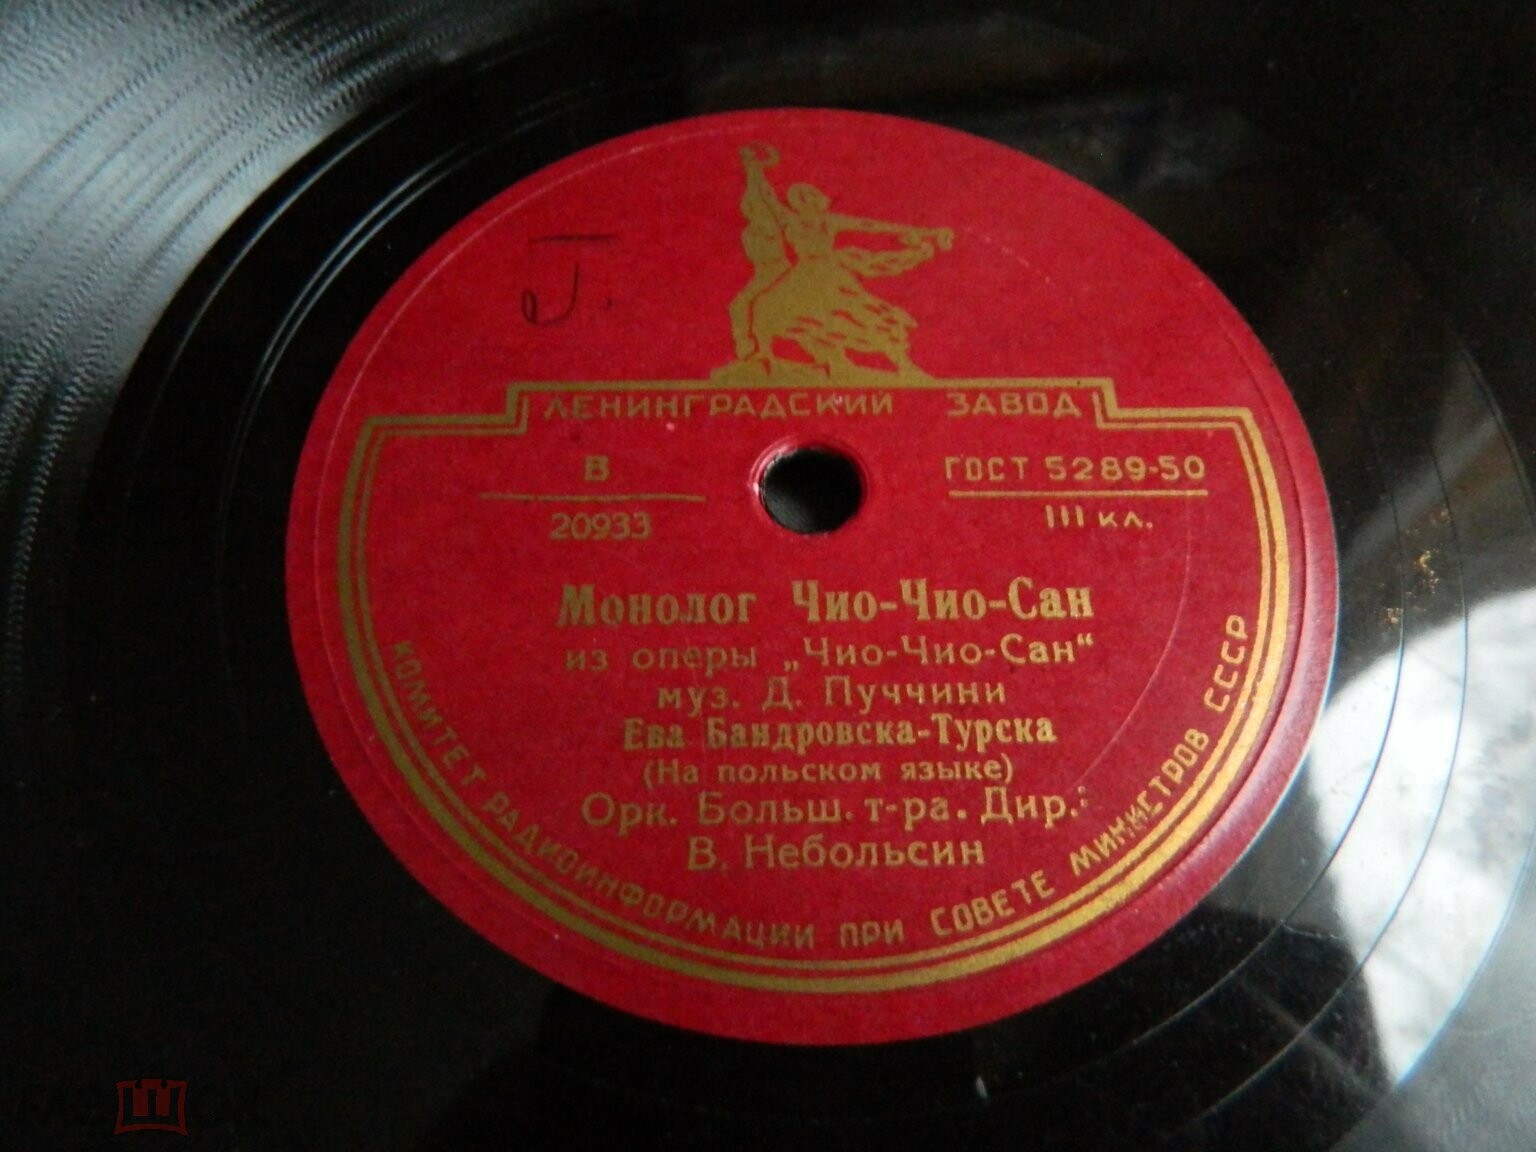 Г.
ЛЕНИНГРАДСКИЙ ЗАВОД
В
20933
ГОСТ 5289-50
III кл.
Монолог Чио-Чио-Сан
из оперы „Чио-Чио-Сан“
муз. Д. Пуччини
Ева Бандровска-Турска
(На польском языке)
Орк. Больш. т-ра. Дир.:
В. Небольсин
КОМИТЕТ РАДИОИНФОРМАЦИИ ПРИ СОВЕТЕ МИНИСТРОВ СССР